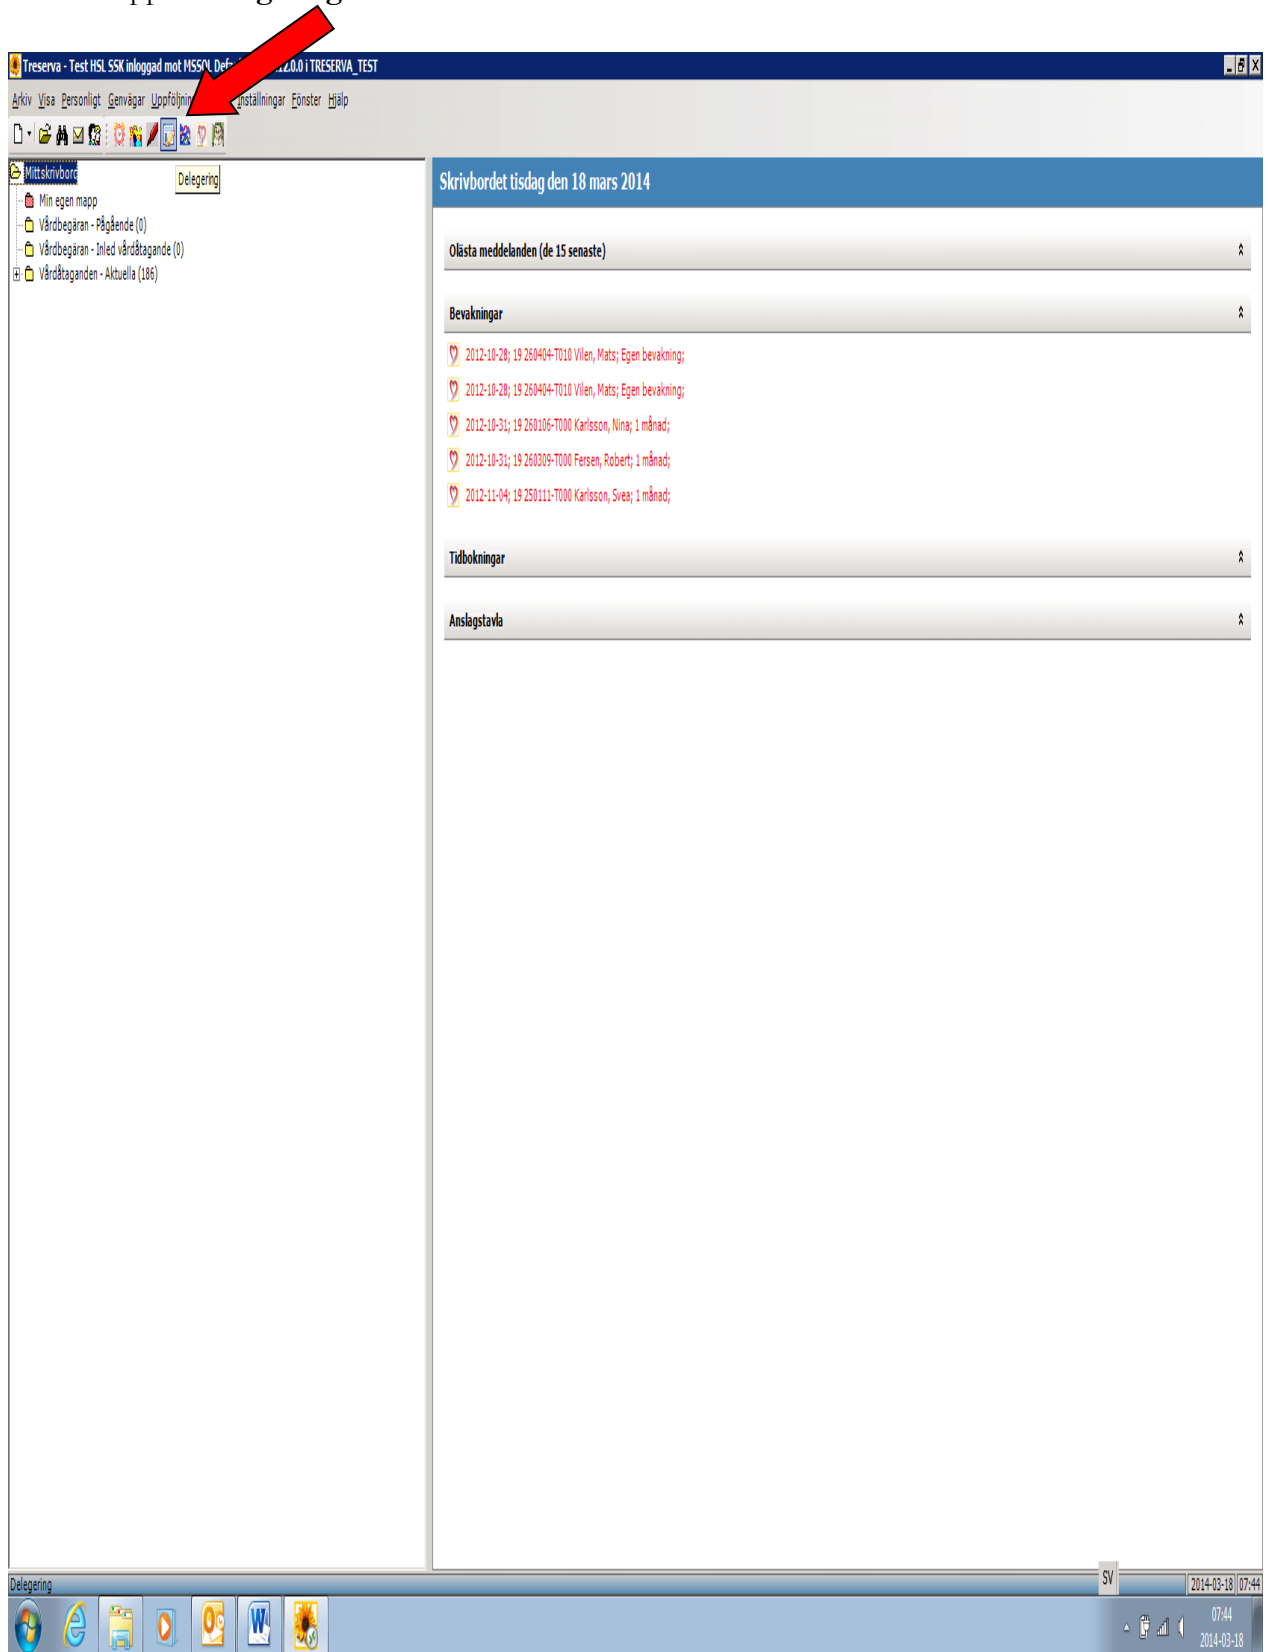 Treserva - Test HSL SSK inloggad mot MSSQL i TRESERVA_TEST
Arkiv Visa Personligt Genvägar Inställningar Fönster Hjälp
Delegering
Mitt skrivbord
Min egen mapp
Vårdbegäran - Pågående (0)
Vårdbegäran - Inled vårdåtagande (0)
Vårdåtaganden - Aktuella (186)
Skrivbordet tisdag den 18 mars 2014
Olästa meddelanden (de 15 senaste)
Bevakningar
2012-10-28; 19 260404-T010 Vilen, Mats; Egen bevakning;
2012-10-28; 19 260404-T010 Vilen, Mats; Egen bevakning;
2012-10-31; 19 260106-T000 Karlsson, Nina; 1 månad;
2012-10-31; 19 260309-T000 Fersen, Robert; 1 månad;
2012-11-04; 19 250111-T000 Karlsson, Svea; 1 månad;
Tidbokningar
Anslagstavla
Delegering
SV
2014-03-18 07:44
07:44
2014-03-18